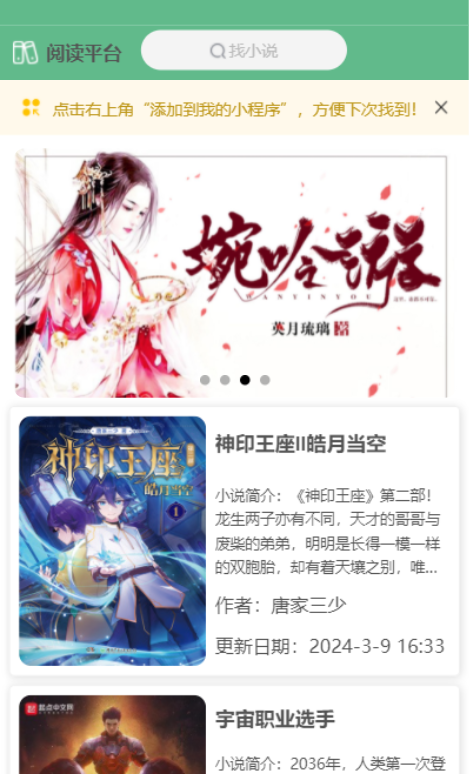 阅读平台
找小说
点击右上角“添加到我的小程序”，方便下次找到！
婉吟之游
WANYINYOU
英月琉璃
神印王座
皓月当空
1
神印王座II皓月当空
小说简介：《神印王座》第二部！
龙生两子亦有不同，天才的哥哥与
废柴的弟弟，明明是长得一模一样
的双胞胎，却有着天壤之别，唯...
作者：唐家三少
更新日期：2024-3-9 16:33
起点中文网
宇宙职业选手
小说简介：2036年，人类第一次登